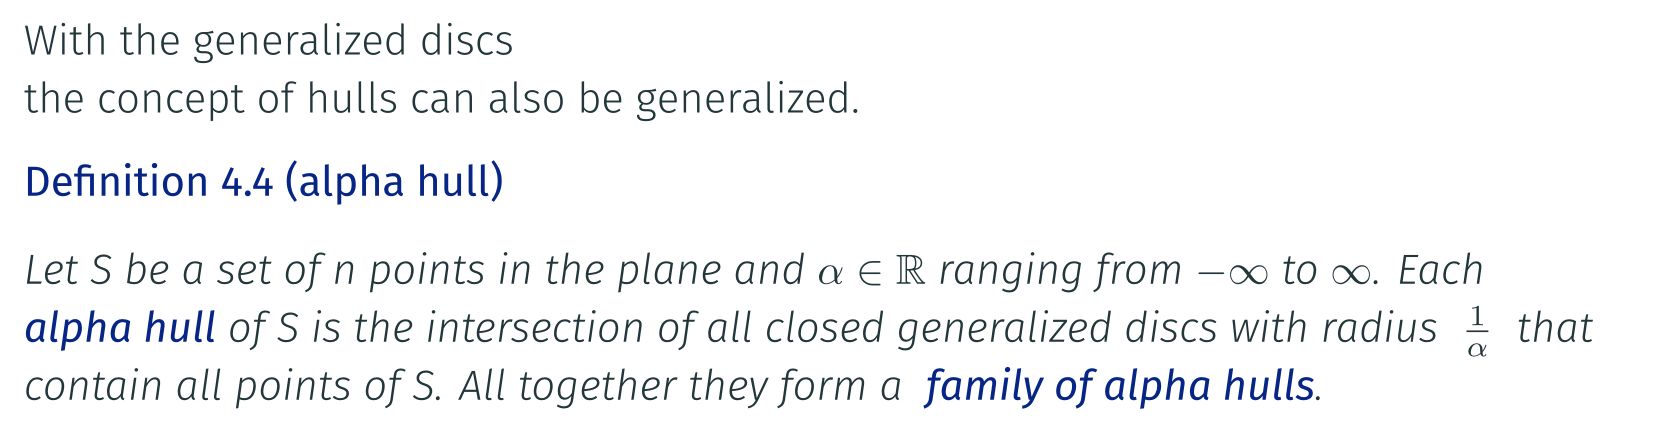 With the generalized discs
the concept of hulls can also be generalized.
Definition 4.4 (alpha hull)
Let S be a set of n points in the plane and α ∈ ℝ ranging from −∞ to ∞. Each
alpha hull of S is the intersection of all closed generalized discs with radius 1/α that
contain all points of S. All together they form a family of alpha hulls.